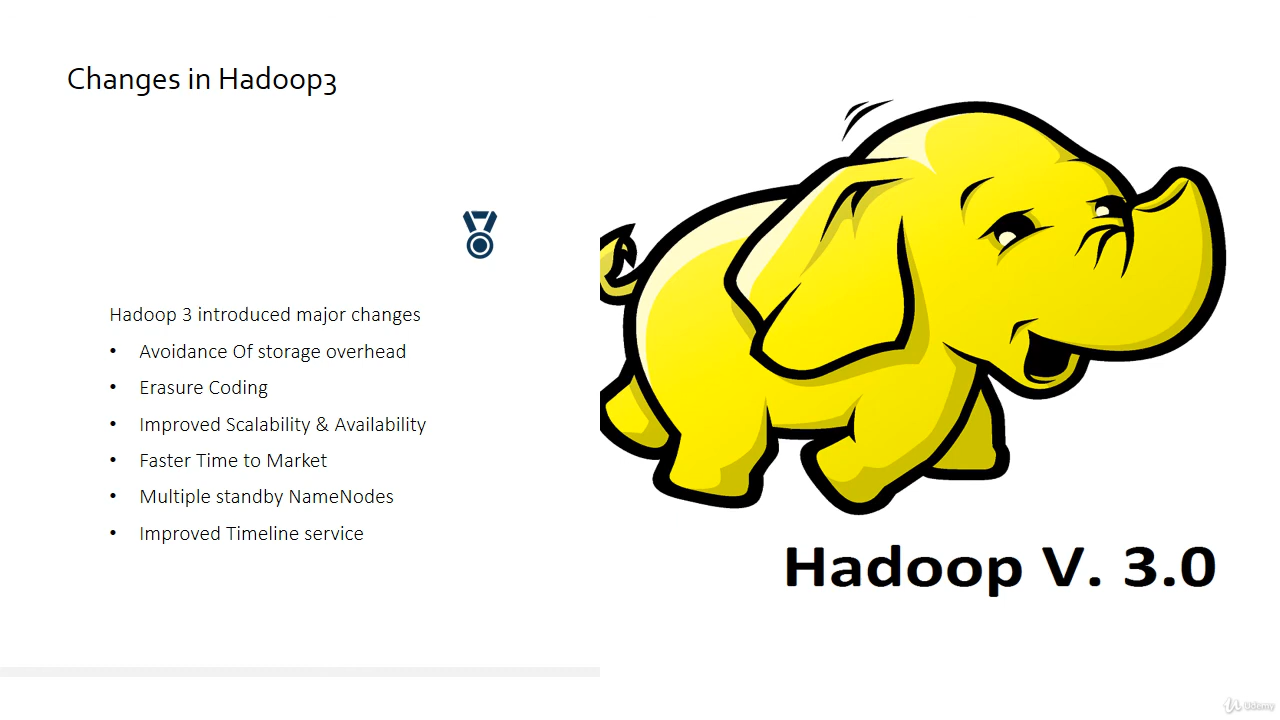 Changes in Hadoop3
Hadoop 3 introduced major changes
• Avoidance Of storage overhead
• Erasure Coding
• Improved Scalability & Availability
• Faster Time to Market
• Multiple standby NameNodes
• Improved Timeline service
Hadoop V. 3.0
Udemy